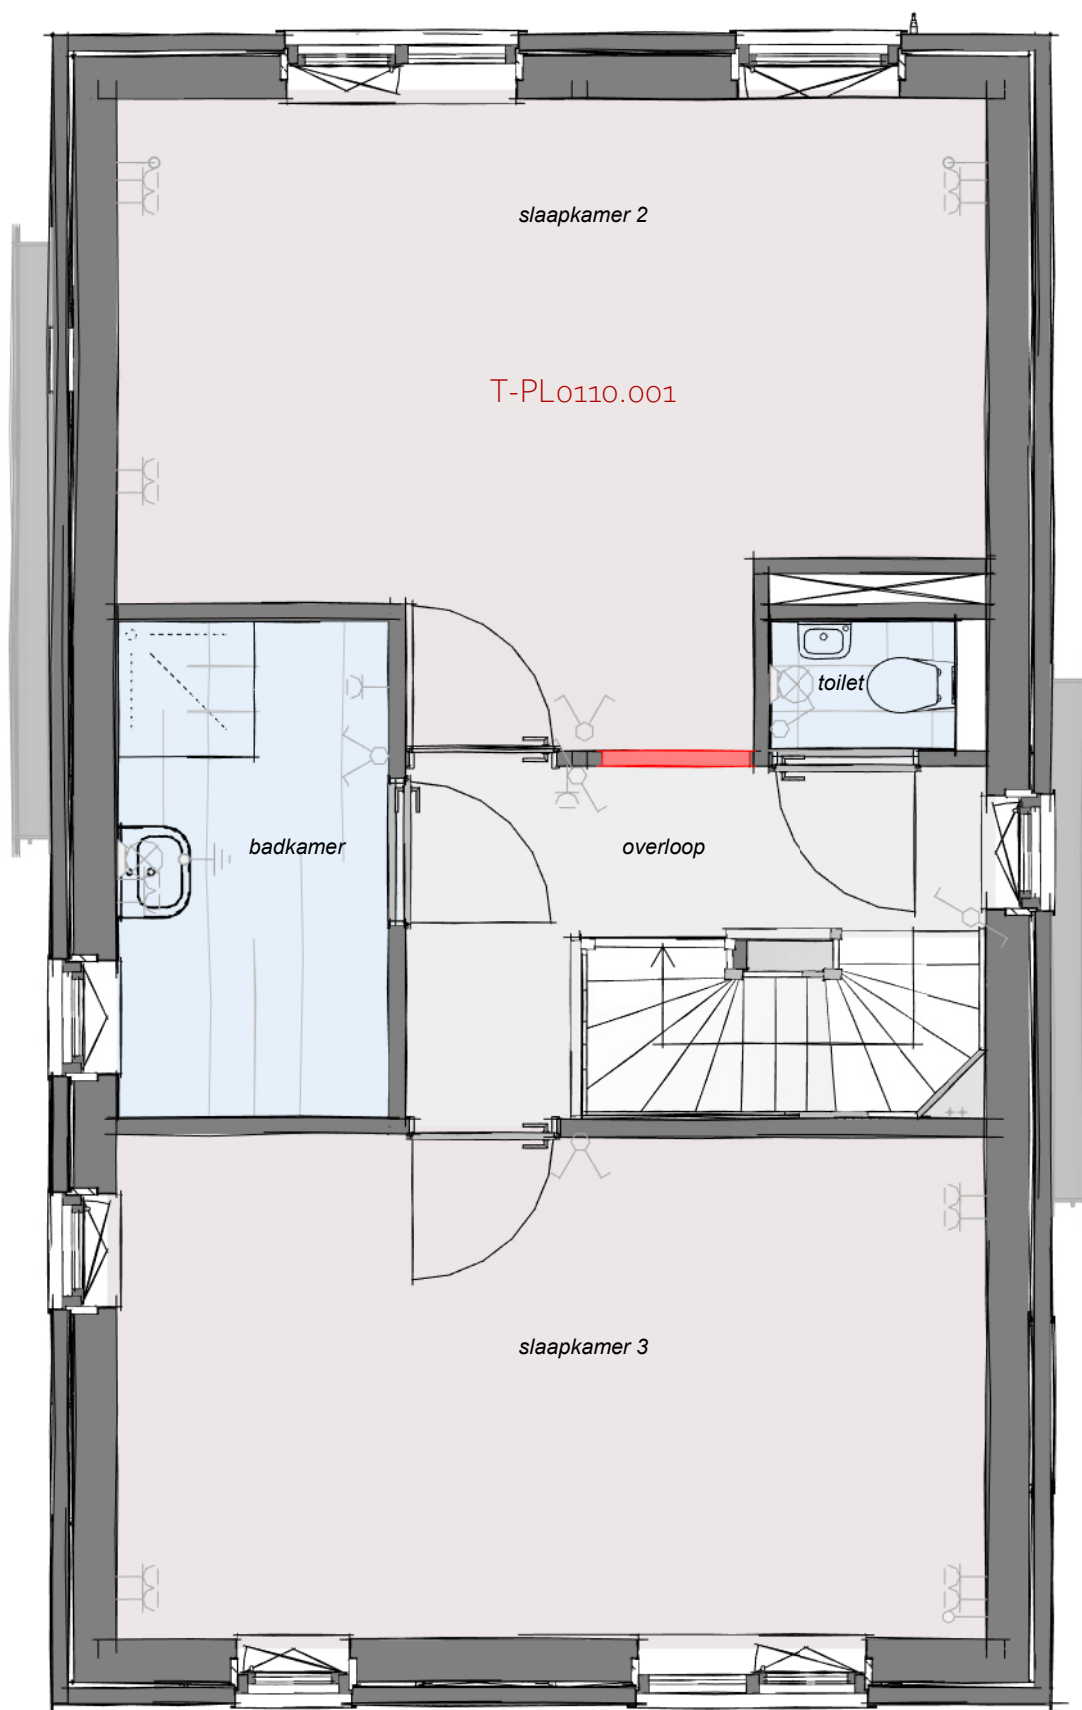 slaapkamer 2
T-PL0110.001
toilet
badkamer
overloop
slaapkamer 3